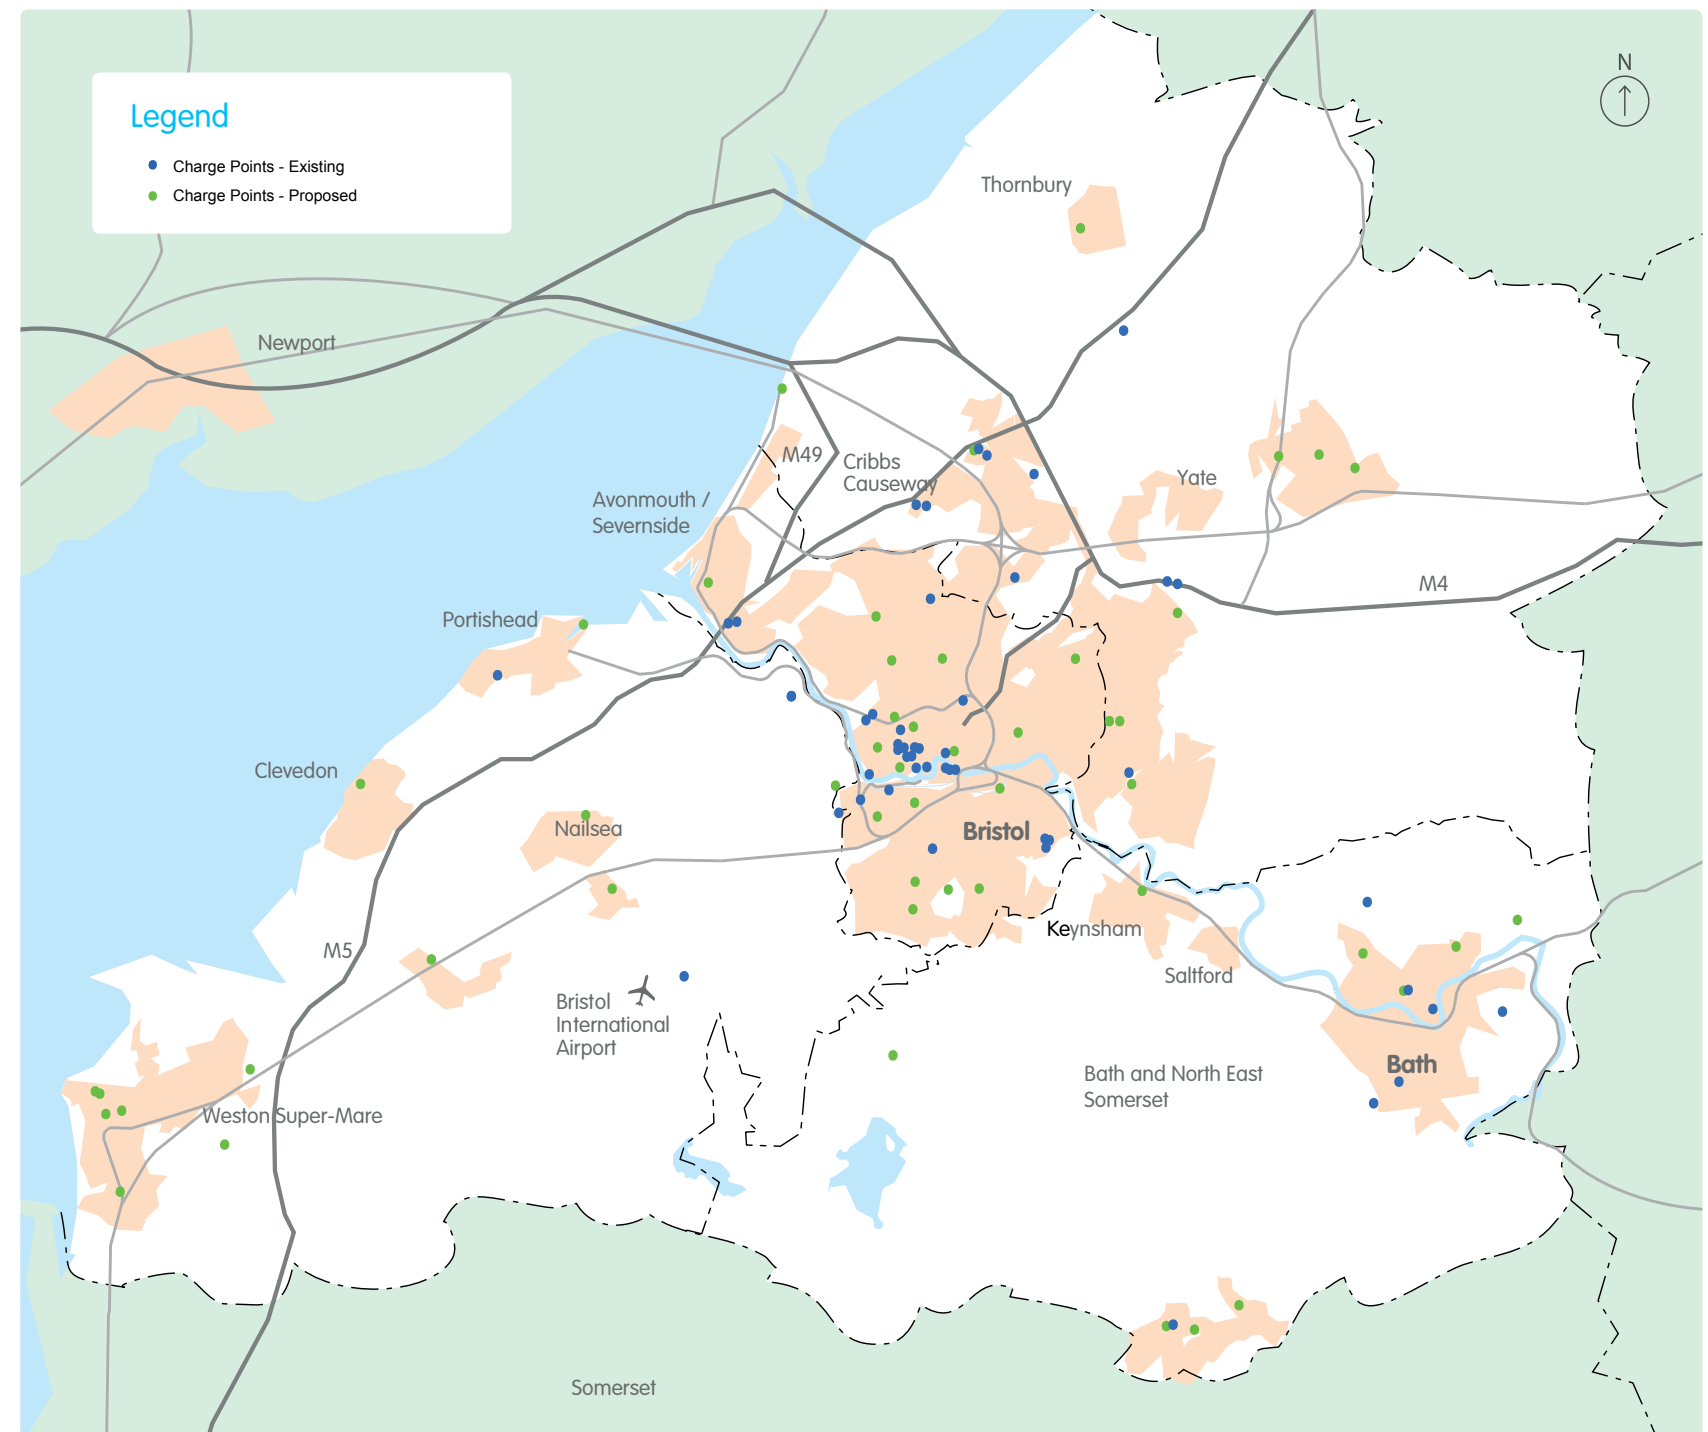 N
Legend
Charge Points - Existing
Charge Points - Proposed
Thornbury
Newport
M49
Cribbs
Causeway
Yate
Avonmouth /
Severnside
M4
Portishead
Clevedon
Nailsea
Bristol
Keynsham
M5
Saltford
Bristol
International
Airport
Bath
Bath and North East
Somerset
Weston Super-Mare
Somerset